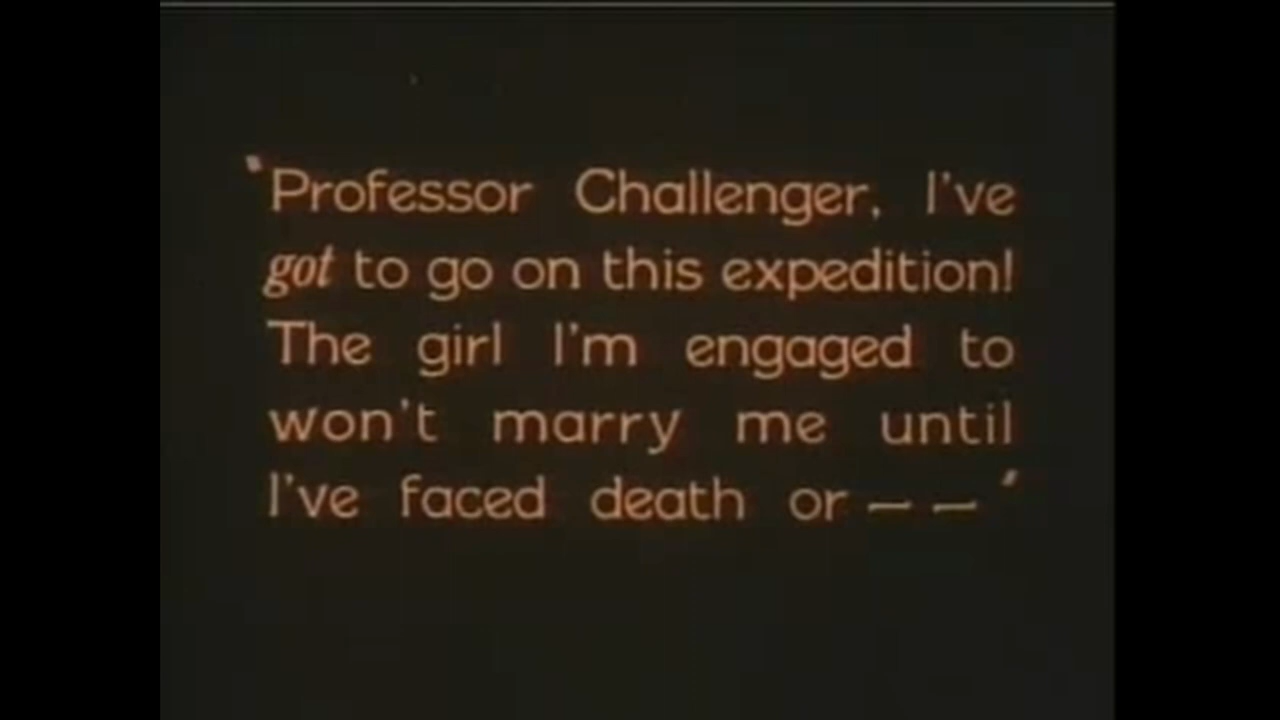 'Professor Challenger, I've
got to go on this expedition!
The girl I'm engaged to
won't marry me until
I've faced death or — — '